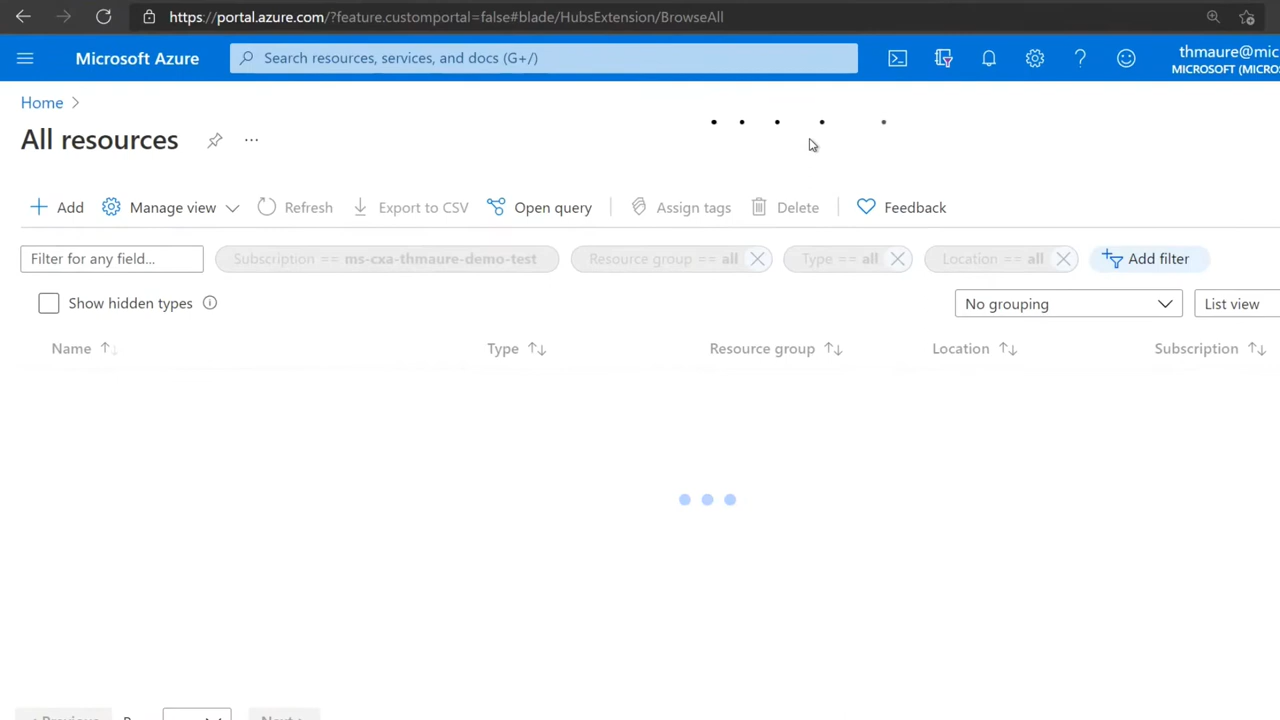 https://portal.azure.com/?feature.customportal=false#blade/HubsExtension/BrowseAll
Microsoft Azure
Search resources, services, and docs (G+/)
thmaure@mic
MICROSOFT (MICROS
Home
All resources
Add
Manage view
Refresh
Export to CSV
Open query
Assign tags
Delete
Feedback
Filter for any field...
Subscription == ms-cxa-thmaure-demo-test
Resource group == all
Type == all
Location == all
Add filter
Show hidden types
No grouping
List view
Name
Type
Resource group
Location
Subscription
< Previous
Next >